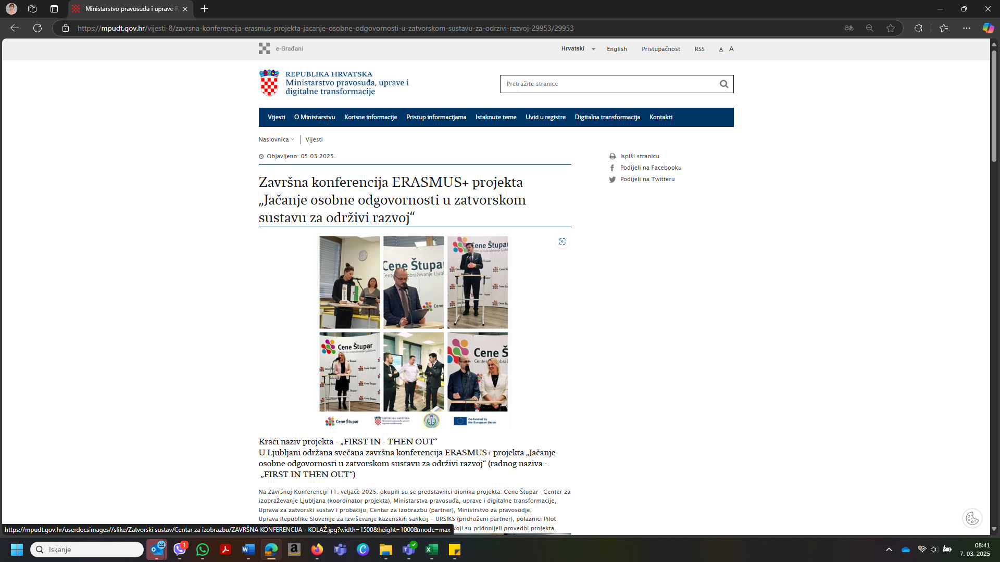 Ministarstvo pravosuđa i uprave R
https://mpudt.gov.hr/vijesti-8/zavrsna-konferencija-erasmus-projekta-jacanje-osobne-odgovornosti-u-zatvorskom-sustavu-za-odrzivi-razvoj-29953/29953
e-Građani
Hrvatski English Pristupačnost RSS A A
REPUBLIKA HRVATSKA
Ministarstvo pravosuđa, uprave i
digitalne transformacije
Pretražite stranice
Vijesti O Ministarstvu Korisne informacije Pristup informacijama Istaknute teme Uvid u registre Digitalna transformacija Kontakti
Naslovnica Vijesti
Objavljeno: 05.03.2025.
Ispiši stranicu
Podijeli na Facebooku
Podijeli na Twitteru
Završna konferencija ERASMUS+ projekta
„Jačanje osobne odgovornosti u zatvorskom
sustavu za održivi razvoj“
Cene Štupar
Center za izobraževanje Ljubljana
Cene Štupar
REPUBLIKA HRVATSKA
Ministarstvo pravosuđa, uprave i
digitalne transformacije
Co-funded by
the European Union
Kraći naziv projekta - „FIRST IN - THEN OUT“
U Ljubljani održana svečana završna konferencija ERASMUS+ projekta „Jačanje
osobne odgovornosti u zatvorskom sustavu za održivi razvoj“ (radnog naziva -
„FIRST IN THEN OUT“)
Na Završnoj Konferenciji 11. veljače 2025. okupili su se predstavnici dionika projekta: Cene Štupar– Center za
izobraževanje Ljubljana (koordinator projekta), Ministarstva pravosuđa, uprave i digitalne transformacije,
Uprava za zatvorski sustav i probaciju, Centar za izobrazbu (partner), Ministrstvo za pravosodje,
Uprava Republike Slovenije za izvrševanje kazenskih sankcij – URSIKS (pridruženi partner), polaznici Pilot
koji su pridonijeli provedbi projekta.
https://mpudt.gov.hr/userdocsimages//slike/Zatvorski sustav/Centar za izobrazbu/ZAVRŠNA KONFERENCIJA - KOLAŽ.jpg?width=1500&height=1000&mode=max
Iskanje
1
08:41
7. 03. 2025